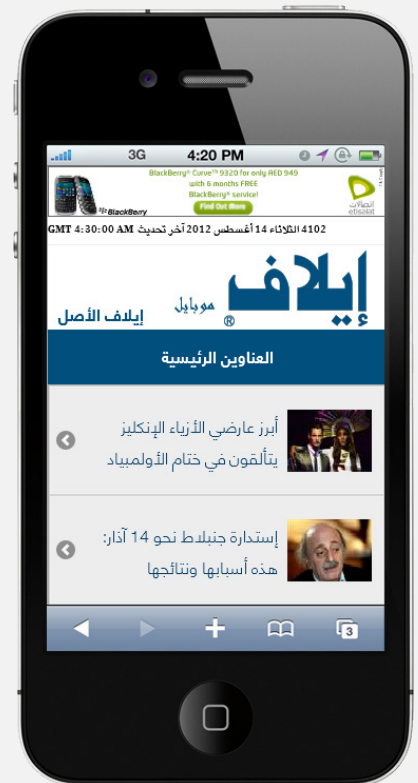 3G
4:20 PM
BlackBerry® Curve™ 9320 for only AED 949
with 6 months FREE
BlackBerry® service!
Find Out More
BlackBerry
اتصالات
etisalat
4102 الثلاثاء 14 أغسطس 2012 آخر تحديث GMT 4:30:00 AM
إيلاف
®
موبايل
إيلاف الأصل
العناوين الرئيسية
أبرز عارضي الأزياء الإنكليز
يتألقون في ختام الأولمبياد
إستدارة جنبلاط نحو 14 آذار:
هذه أسبابها ونتائجها
3